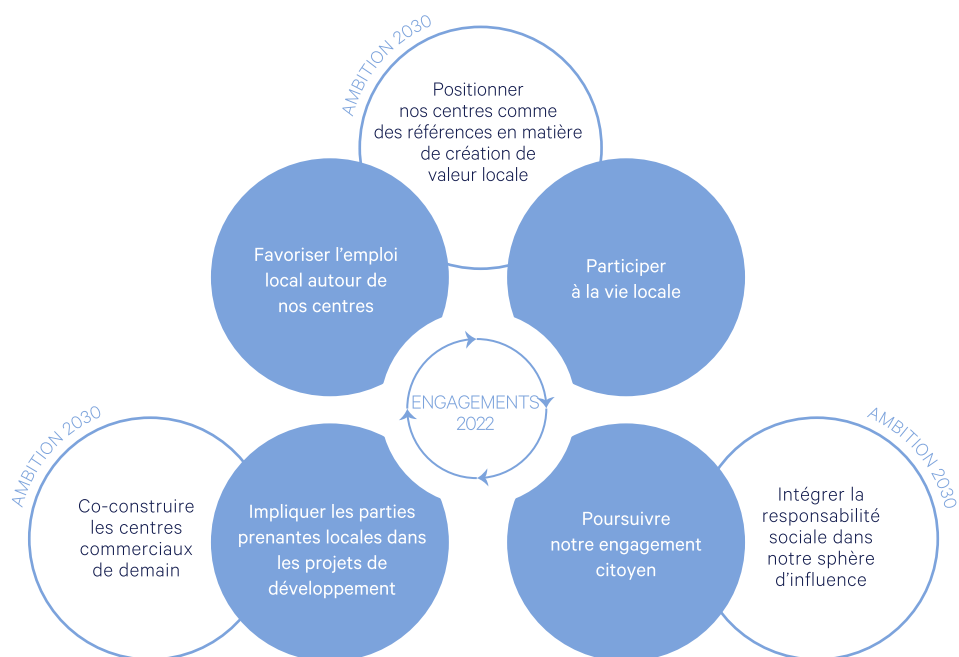 AMBITION 2030
Positionner
nos centres comme
des références en matière
de création de
valeur locale
Favoriser l’emploi
local autour de
nos centres
Participer
à la vie locale
ENGAGEMENTS
2022
AMBITION 2030
Co-construire
les centres
commerciaux
de demain
Impliquer les parties
prenantes locales dans
les projets de
développement
Poursuivre
notre engagement
citoyen
AMBITION 2030
Intégrer la
responsabilité
sociale dans
notre sphère
d’influence